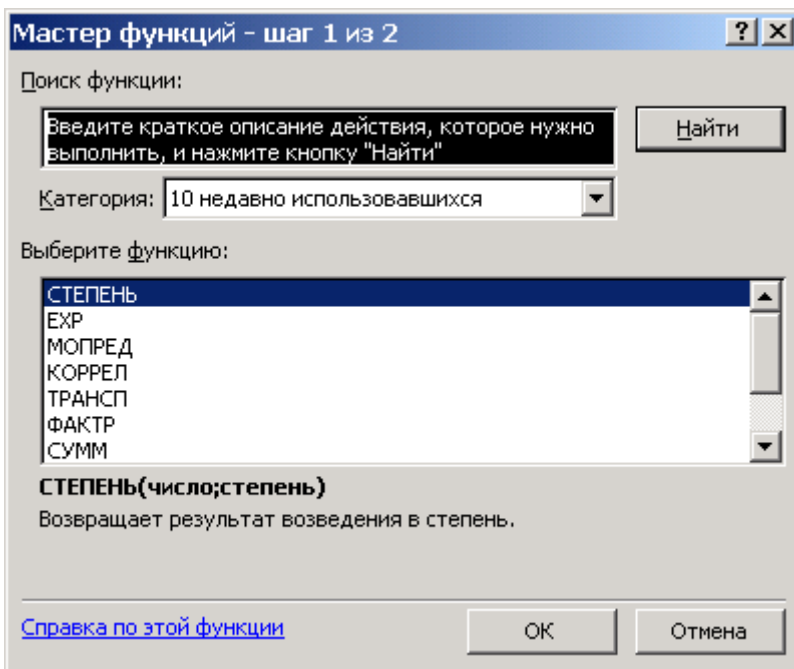 Мастер функций - шаг 1 из 2
Поиск функции:
Введите краткое описание действия, которое нужно
выполнить, и нажмите кнопку "Найти"
Найти
Категория: 10 недавно использовавшихся
Выберите функцию:
СТЕПЕНЬ
EXP
МОПРЕД
КОРРЕЛ
ТРАНСП
ФАКТР
СУММ
СТЕПЕНЬ(число;степень)
Возвращает результат возведения в степень.
Справка по этой функции
ОК
Отмена